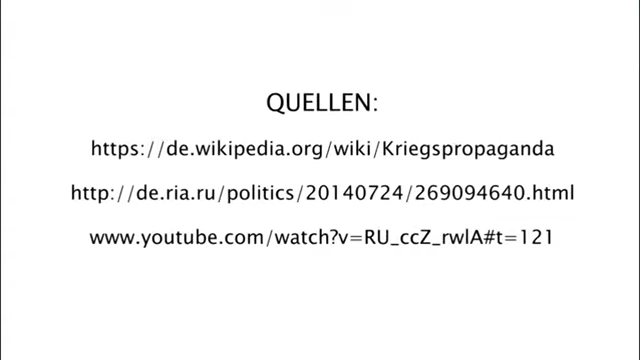 QUELLEN:
https://de.wikipedia.org/wiki/Kriegspropaganda
http://de.ria.ru/politics/20140724/269094640.html
www.youtube.com/watch?v=RU_ccZ_rwlA#t=121